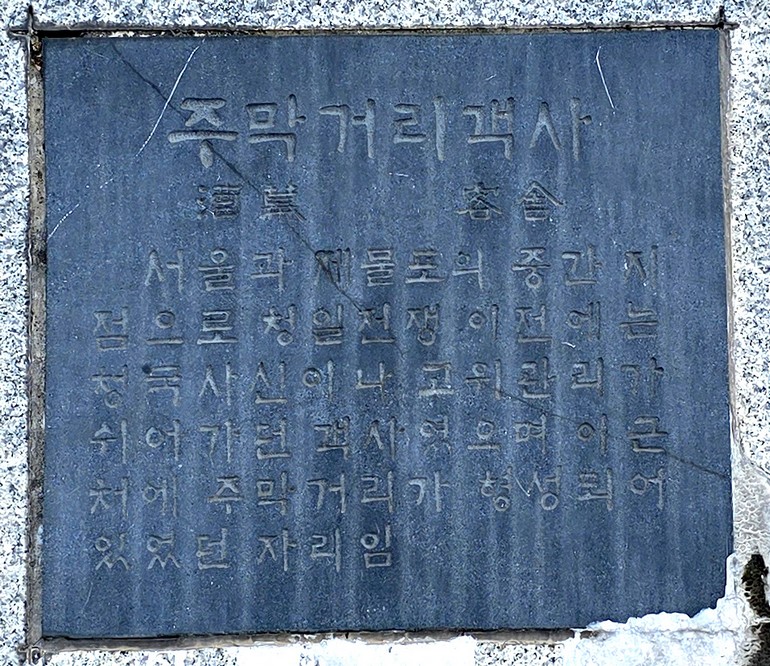 주막거리객사
酒幕 客舍
서울과 제물포의 중간 지
점으로 청일전쟁 이전에는
청국사신이나 고위관리가
쉬어가던 객사였으며 이근
처에 주막거리가 형성되어
있었던 자리임